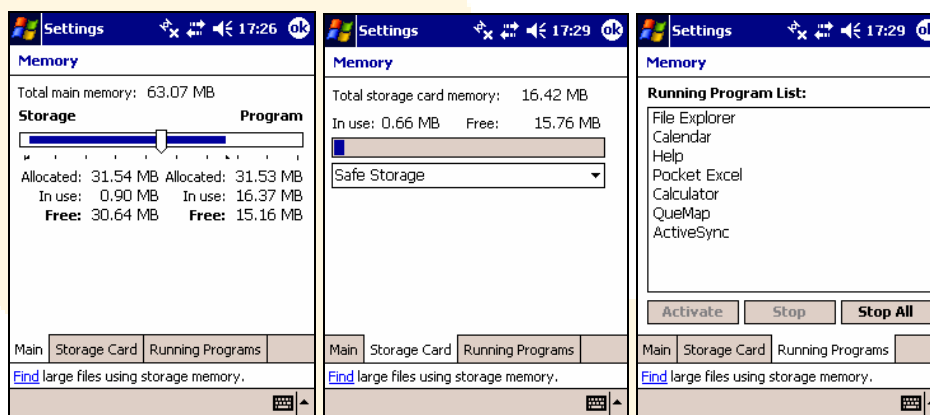 Settings 17:26 ok
Memory
Total main memory: 63.07 MB
Storage Program
Allocated: 31.54 MB Allocated: 31.53 MB
In use: 0.90 MB In use: 16.37 MB
Free: 30.64 MB Free: 15.16 MB
Main Storage Card Running Programs
Find large files using storage memory.
Settings 17:29 ok
Memory
Total storage card memory: 16.42 MB
In use: 0.66 MB Free: 15.76 MB
Safe Storage
Main Storage Card Running Programs
Find large files using storage memory.
Settings 17:29 ok
Memory
Running Program List:
File Explorer
Calendar
Help
Pocket Excel
Calculator
QueMap
ActiveSync
Activate Stop Stop All
Main Storage Card Running Programs
Find large files using storage memory.